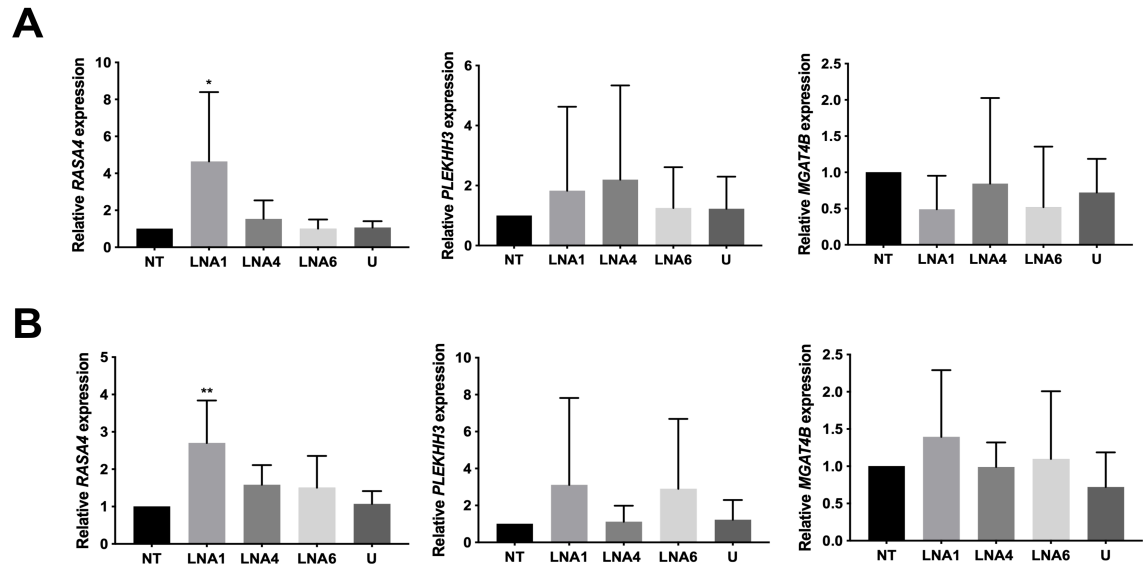 A
Relative RASA4 expression
10
8
6
4
2
0
*
NT LNA1 LNA4 LNA6 U
Relative PLEKHH3 expression
6
4
2
0
NT LNA1 LNA4 LNA6 U
Relative MGAT4B expression
2.5
2.0
1.5
1.0
0.5
0.0
NT LNA1 LNA4 LNA6 U
B
Relative RASA4 expression
5
4
3
2
1
0
**
NT LNA1 LNA4 LNA6 U
Relative PLEKHH3 expression
10
8
6
4
2
0
NT LNA1 LNA4 LNA6 U
Relative MGAT4B expression
2.5
2.0
1.5
1.0
0.5
0.0
NT LNA1 LNA4 LNA6 U